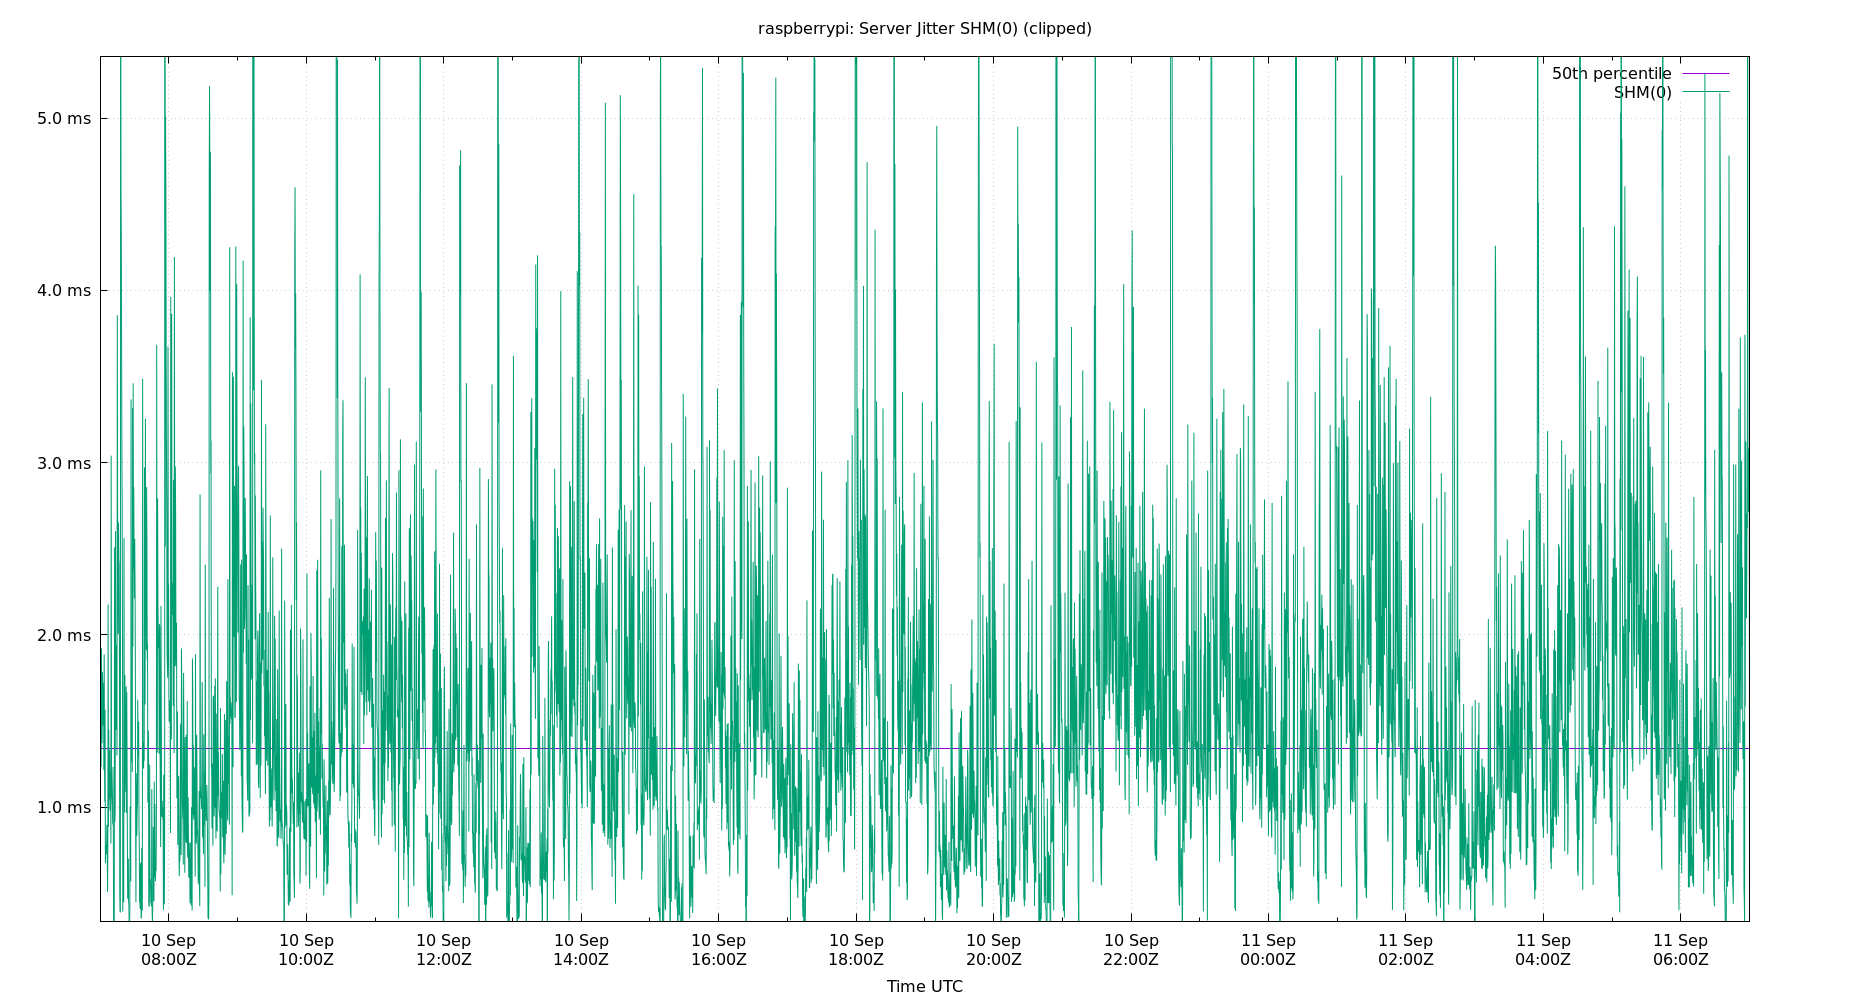 raspberrypi: Server Jitter SHM(0) (clipped)
50th percentile
SHM(0)
5.0 ms
4.0 ms
3.0 ms
2.0 ms
1.0 ms
10 Sep 10 Sep 10 Sep 10 Sep 10 Sep 10 Sep 10 Sep 10 Sep 11 Sep 11 Sep 11 Sep 11 Sep
08:00Z 10:00Z 12:00Z 14:00Z 16:00Z 18:00Z 20:00Z 22:00Z 00:00Z 02:00Z 04:00Z 06:00Z
Time UTC